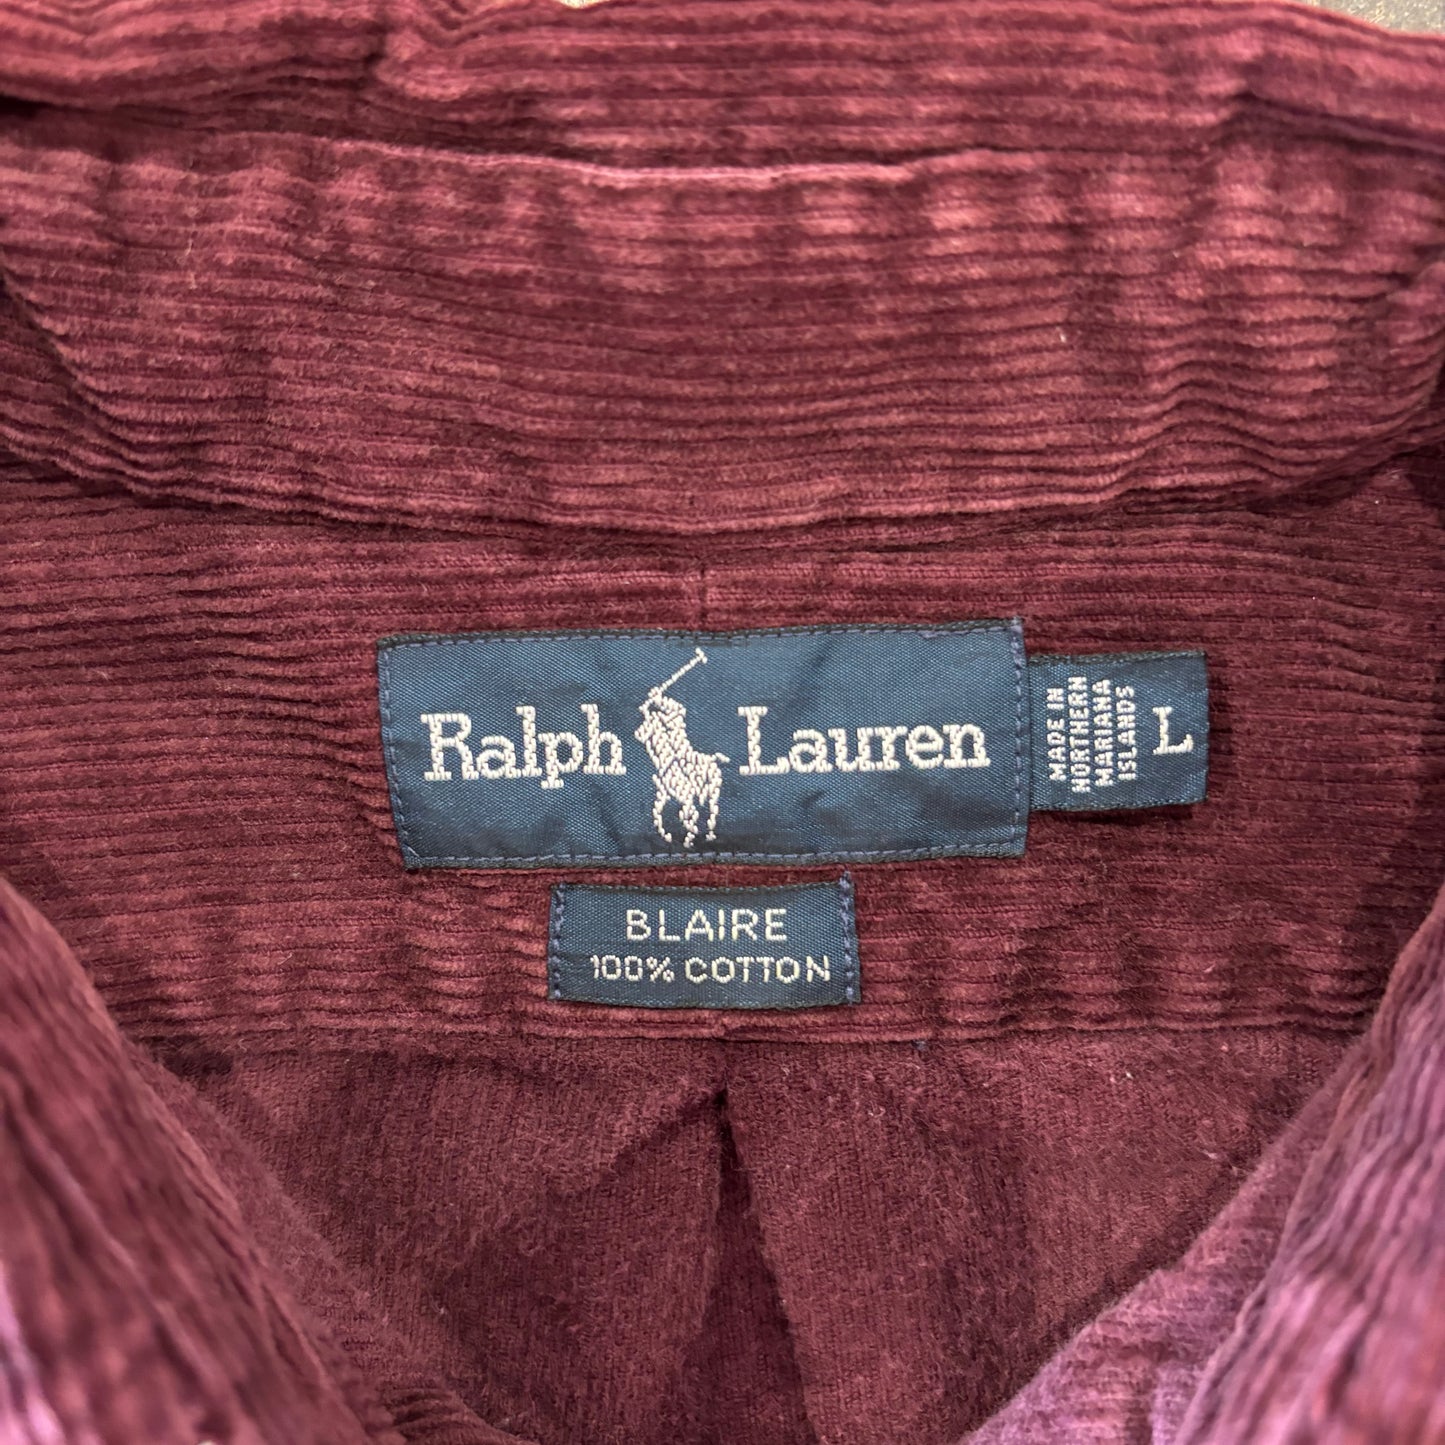 Ralph Lauren
MADE IN
NORTHERN
MARIANA
ISLANDS
L
BLAIRE
100% COTTON